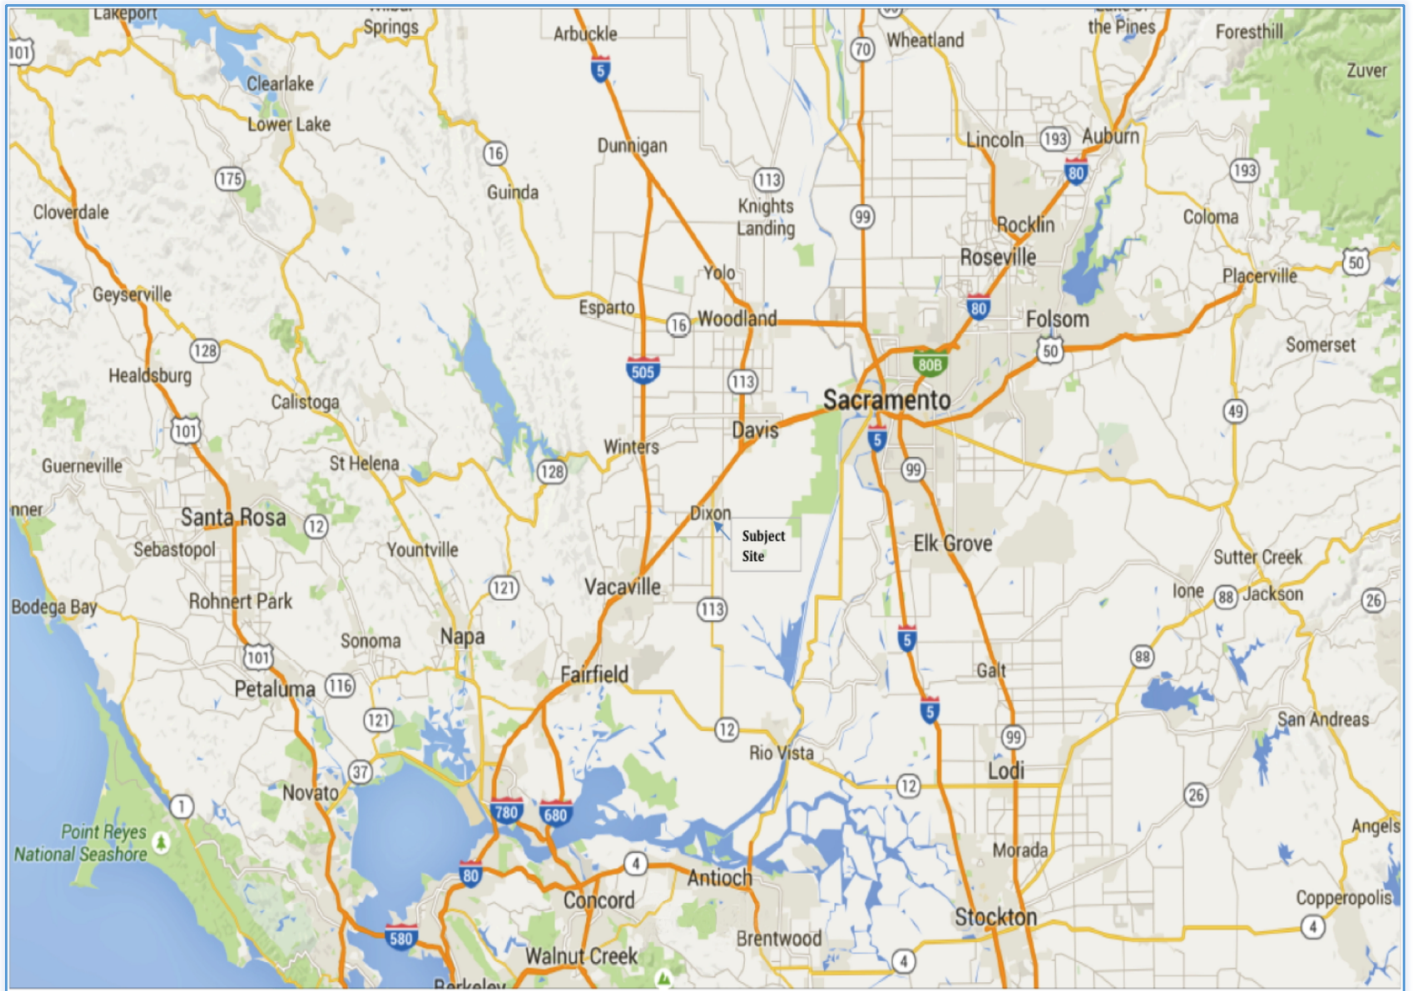 Lakeport
Springs
Arbuckle
70
Wheatland
the Pines
Foresthill
101
5
Zuver
Clearlake
Lower Lake
Dunnigan
Lincoln
193
Auburn
16
80
175
Guinda
113
193
Knights
Landing
99
Cloverdale
Rocklin
Coloma
Roseville
50
Yolo
Placerville
Geyserville
Esparto
16
Woodland
80
Folsom
128
50
Somerset
505
80B
Healdsburg
113
Calistoga
Sacramento
49
101
Davis
5
Winters
Guerneville
St Helena
128
99
nner
Santa Rosa
12
Dixon
Subject
Site
Sebastopol
Yountville
Elk Grove
Sutter Creek
Vacaville
121
Ione
88
Jackson
26
Rohnert Park
Bodega Bay
113
Sonoma
Napa
5
101
88
Fairfield
Galt
Petaluma
116
121
5
San Andreas
12
99
Rio Vista
37
Lodi
12
Novato
26
1
780
680
Angels
Point Reyes
National Seashore
Morada
4
80
Antioch
Concord
Copperopolis
Stockton
4
580
Brentwood
Walnut Creek
4
Berkeley